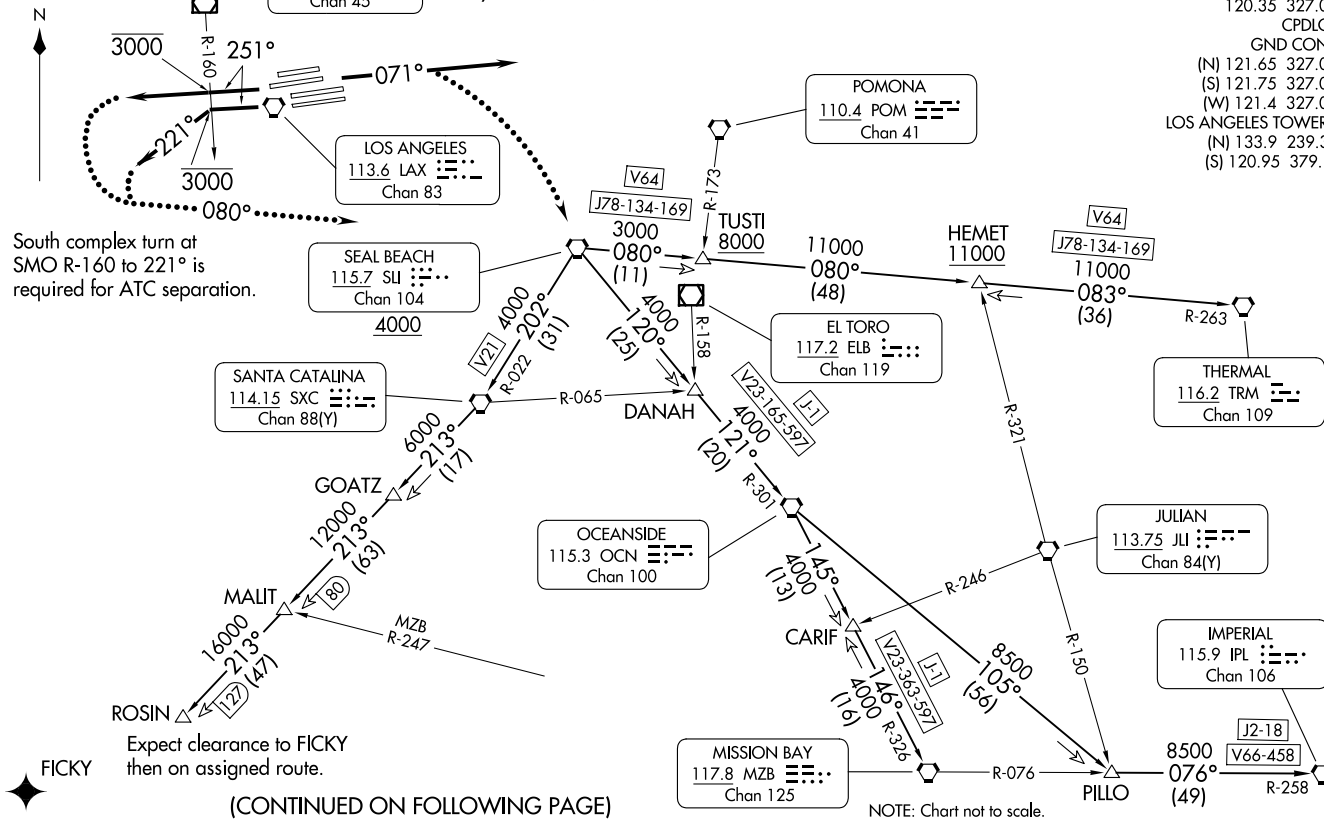 Chan 45
N
3000
R-160
251°
071°
221°
3000
080°
LOS ANGELES
113.6 LAX
Chan 83
120.35 327.0
CPDLC
GND CON
(N) 121.65 327.0
(S) 121.75 327.0
(W) 121.4 327.0
LOS ANGELES TOWER
(N) 133.9 239.3
(S) 120.95 379.1
POMONA
110.4 POM
Chan 41
R-173
South complex turn at
SMO R-160 to 221° is
required for ATC separation.
SEAL BEACH
115.7 SLI
Chan 104
4000
V64
J78-134-169
3000
080°
(11)
TUSTI
8000
11000
080°
(48)
HEMET
11000
V64
J78-134-169
11000
083°
(36)
R-263
THERMAL
116.2 TRM
Chan 109
EL TORO
117.2 ELB
Chan 119
R-158
4000
202°
(31)
V21
R-022
4000
120°
(25)
SANTA CATALINA
114.15 SXC
Chan 88(Y)
R-065
DANAH
V23-165-597
J-1
4000
121°
(20)
R-301
R-321
6000
213°
(17)
GOATZ
12000
213°
(63)
80
MALIT
MZB
R-247
16000
213°
(47)
127
ROSIN
OCEANSIDE
115.3 OCN
Chan 100
145°
4000
(13)
CARIF
R-246
JULIAN
113.75 JLI
Chan 84(Y)
R-150
V23-363-597
J-1
146°
4000
(16)
R-326
8500
105°
(56)
IMPERIAL
115.9 IPL
Chan 106
MISSION BAY
117.8 MZB
Chan 125
R-076
PILLO
J2-18
V66-458
8500
076°
(49)
R-258
Expect clearance to FICKY
then on assigned route.
FICKY
(CONTINUED ON FOLLOWING PAGE)
NOTE: Chart not to scale.